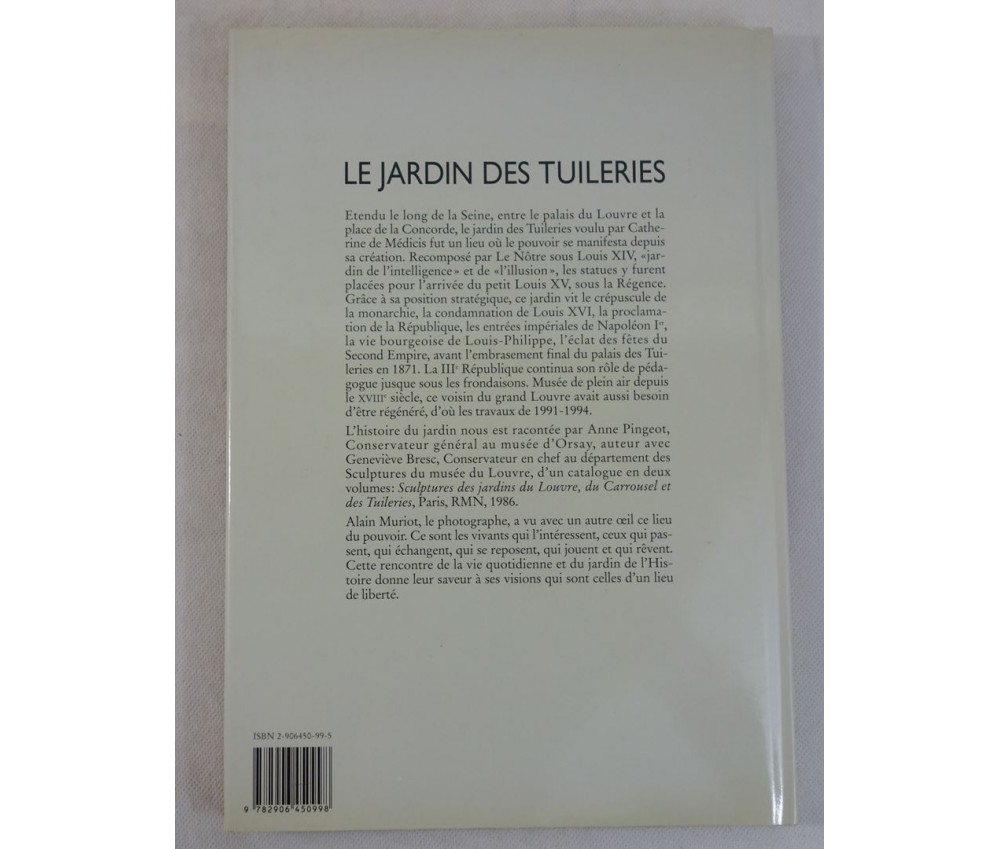 LE JARDIN DES TUILERIES
Etendu le long de la Seine, entre le palais du Louvre et la
place de la Concorde, le jardin des Tuileries voulu par Cathe-
rine de Médicis fut un lieu où le pouvoir se manifesta depuis
sa création. Recomposé par Le Nôtre sous Louis XIV, «jar-
din de l'intelligence» et de «l'illusion», les statues y furent
placées pour l'arrivée du petit Louis XV, sous la Régence.
Grâce à sa position stratégique, ce jardin vit le crépuscule de
la monarchie, la condamnation de Louis XVI, la proclama-
tion de la République, les entrées impériales de Napoléon Iᵉʳ,
la vie bourgeoise de Louis-Philippe, l'éclat des fêtes du
Second Empire, avant l'embrasement final du palais des Tui-
leries en 1871. La IIIᵉ République continua son rôle de péda-
gogue jusque sous les frondaisons. Musée de plein air depuis
le XVIIIᵉ siècle, ce voisin du grand Louvre avait aussi besoin
d'être régénéré, d'où les travaux de 1991-1994.
L'histoire du jardin nous est racontée par Anne Pingeot,
Conservateur général au musée d'Orsay, auteur avec
Geneviève Bresc, Conservateur en chef au département des
Sculptures du musée du Louvre, d'un catalogue en deux
volumes: Sculptures des jardins du Louvre, du Carrousel et
des Tuileries, Paris, RMN, 1986.
Alain Muriot, le photographe, a vu avec un autre œil ce lieu
du pouvoir. Ce sont les vivants qui l'intéressent, ceux qui pas-
sent, qui échangent, qui se reposent, qui jouent et qui rêvent.
Cette rencontre de la vie quotidienne et du jardin de l'His-
toire donne leur saveur à ses visions qui sont celles d'un lieu
de liberté.
ISBN 2-906450-99-5
9 782906 450998